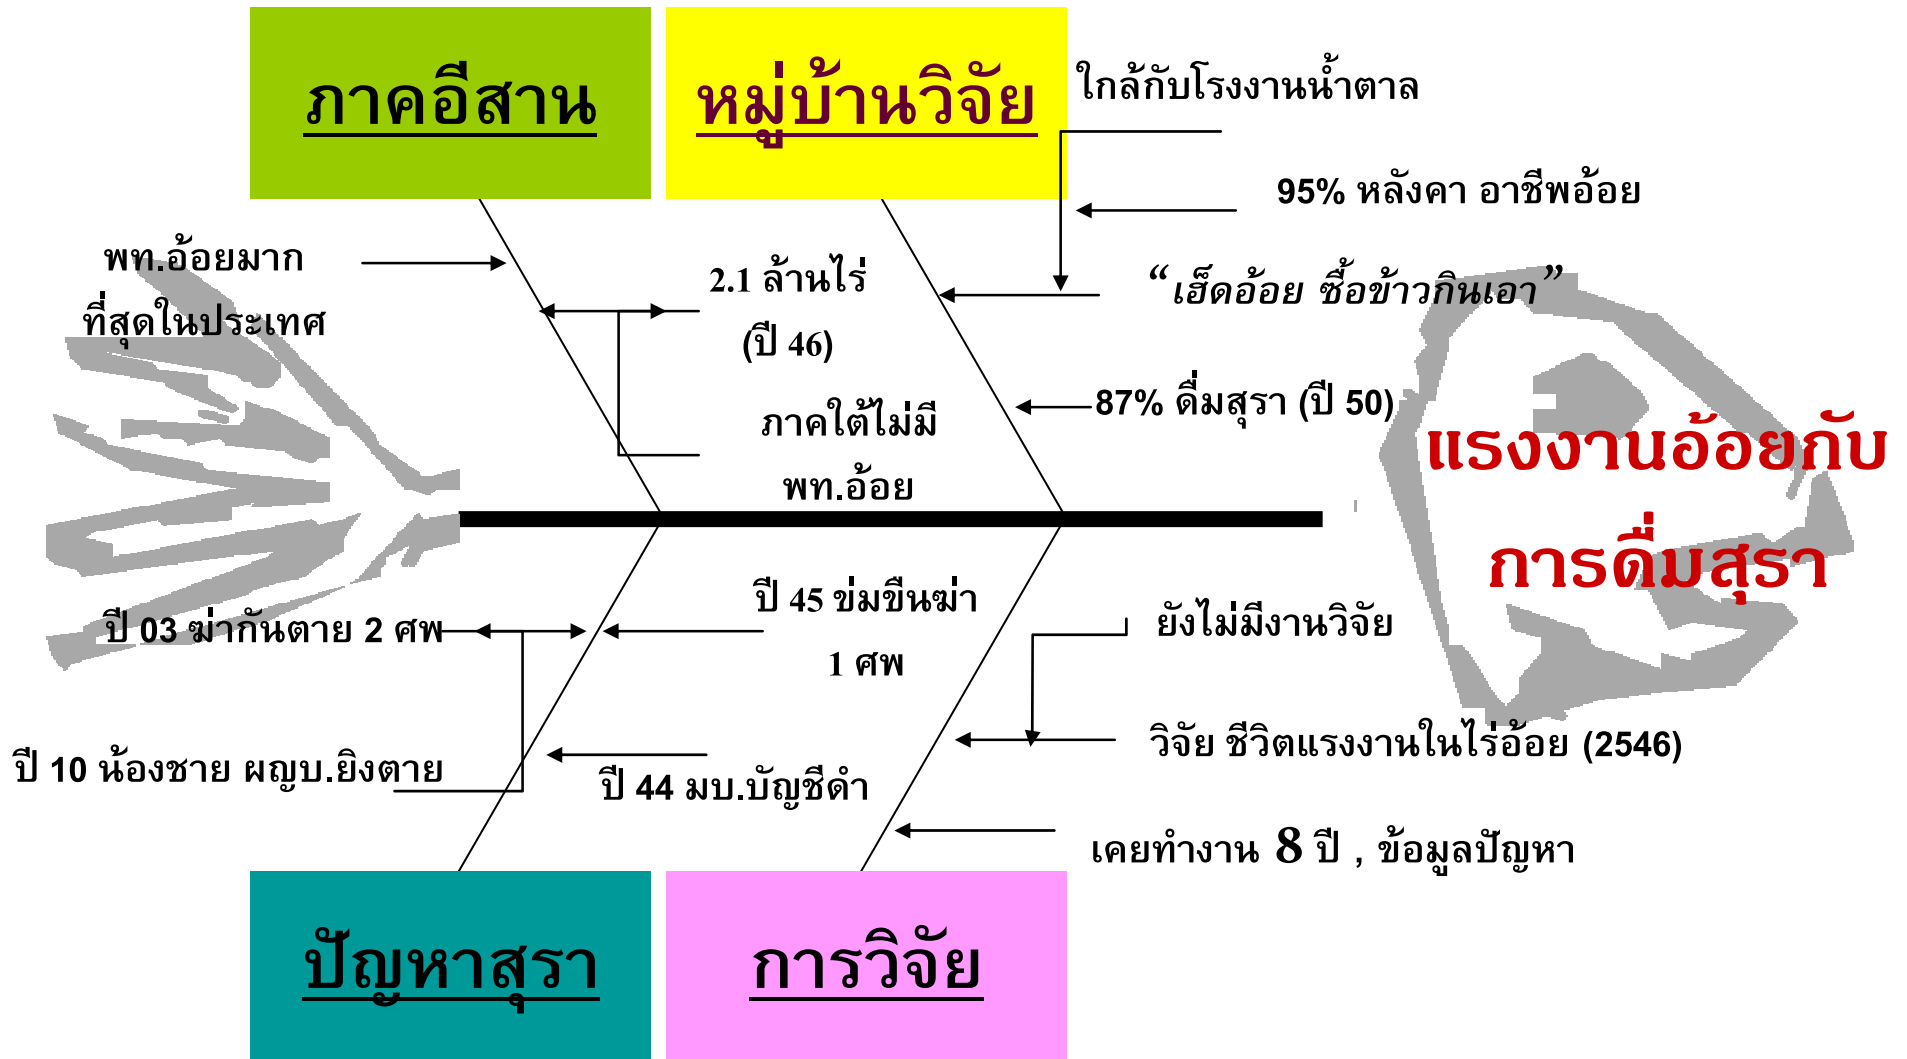 ภาคอีสาน
หมู่บ้านวิจัย
ใกล้กับโรงงานน้ำตาล
95% หลังคา อาชีพอ้อย
“เฮ็ดอ้อย ซื้อข้าวกินเอา”
87% ดื่มสุรา (ปี 50)
พท.อ้อยมาก
ที่สุดในประเทศ
2.1 ล้านไร่
(ปี 46)
ภาคใต้ไม่มี
พท.อ้อย
แรงงานอ้อยกับ
การดื่มสุรา
ปี 03 ฆ่ากันตาย 2 ศพ
ปี 45 ข่มขืนฆ่า
1 ศพ
ปี 10 น้องชาย ผญบ.ยิงตาย
ปี 44 มบ.บัญชีดำ
ยังไม่มีงานวิจัย
วิจัย ชีวิตแรงงานในไร่อ้อย (2546)
เคยทำงาน 8 ปี , ข้อมูลปัญหา
ปัญหาสุรา
การวิจัย